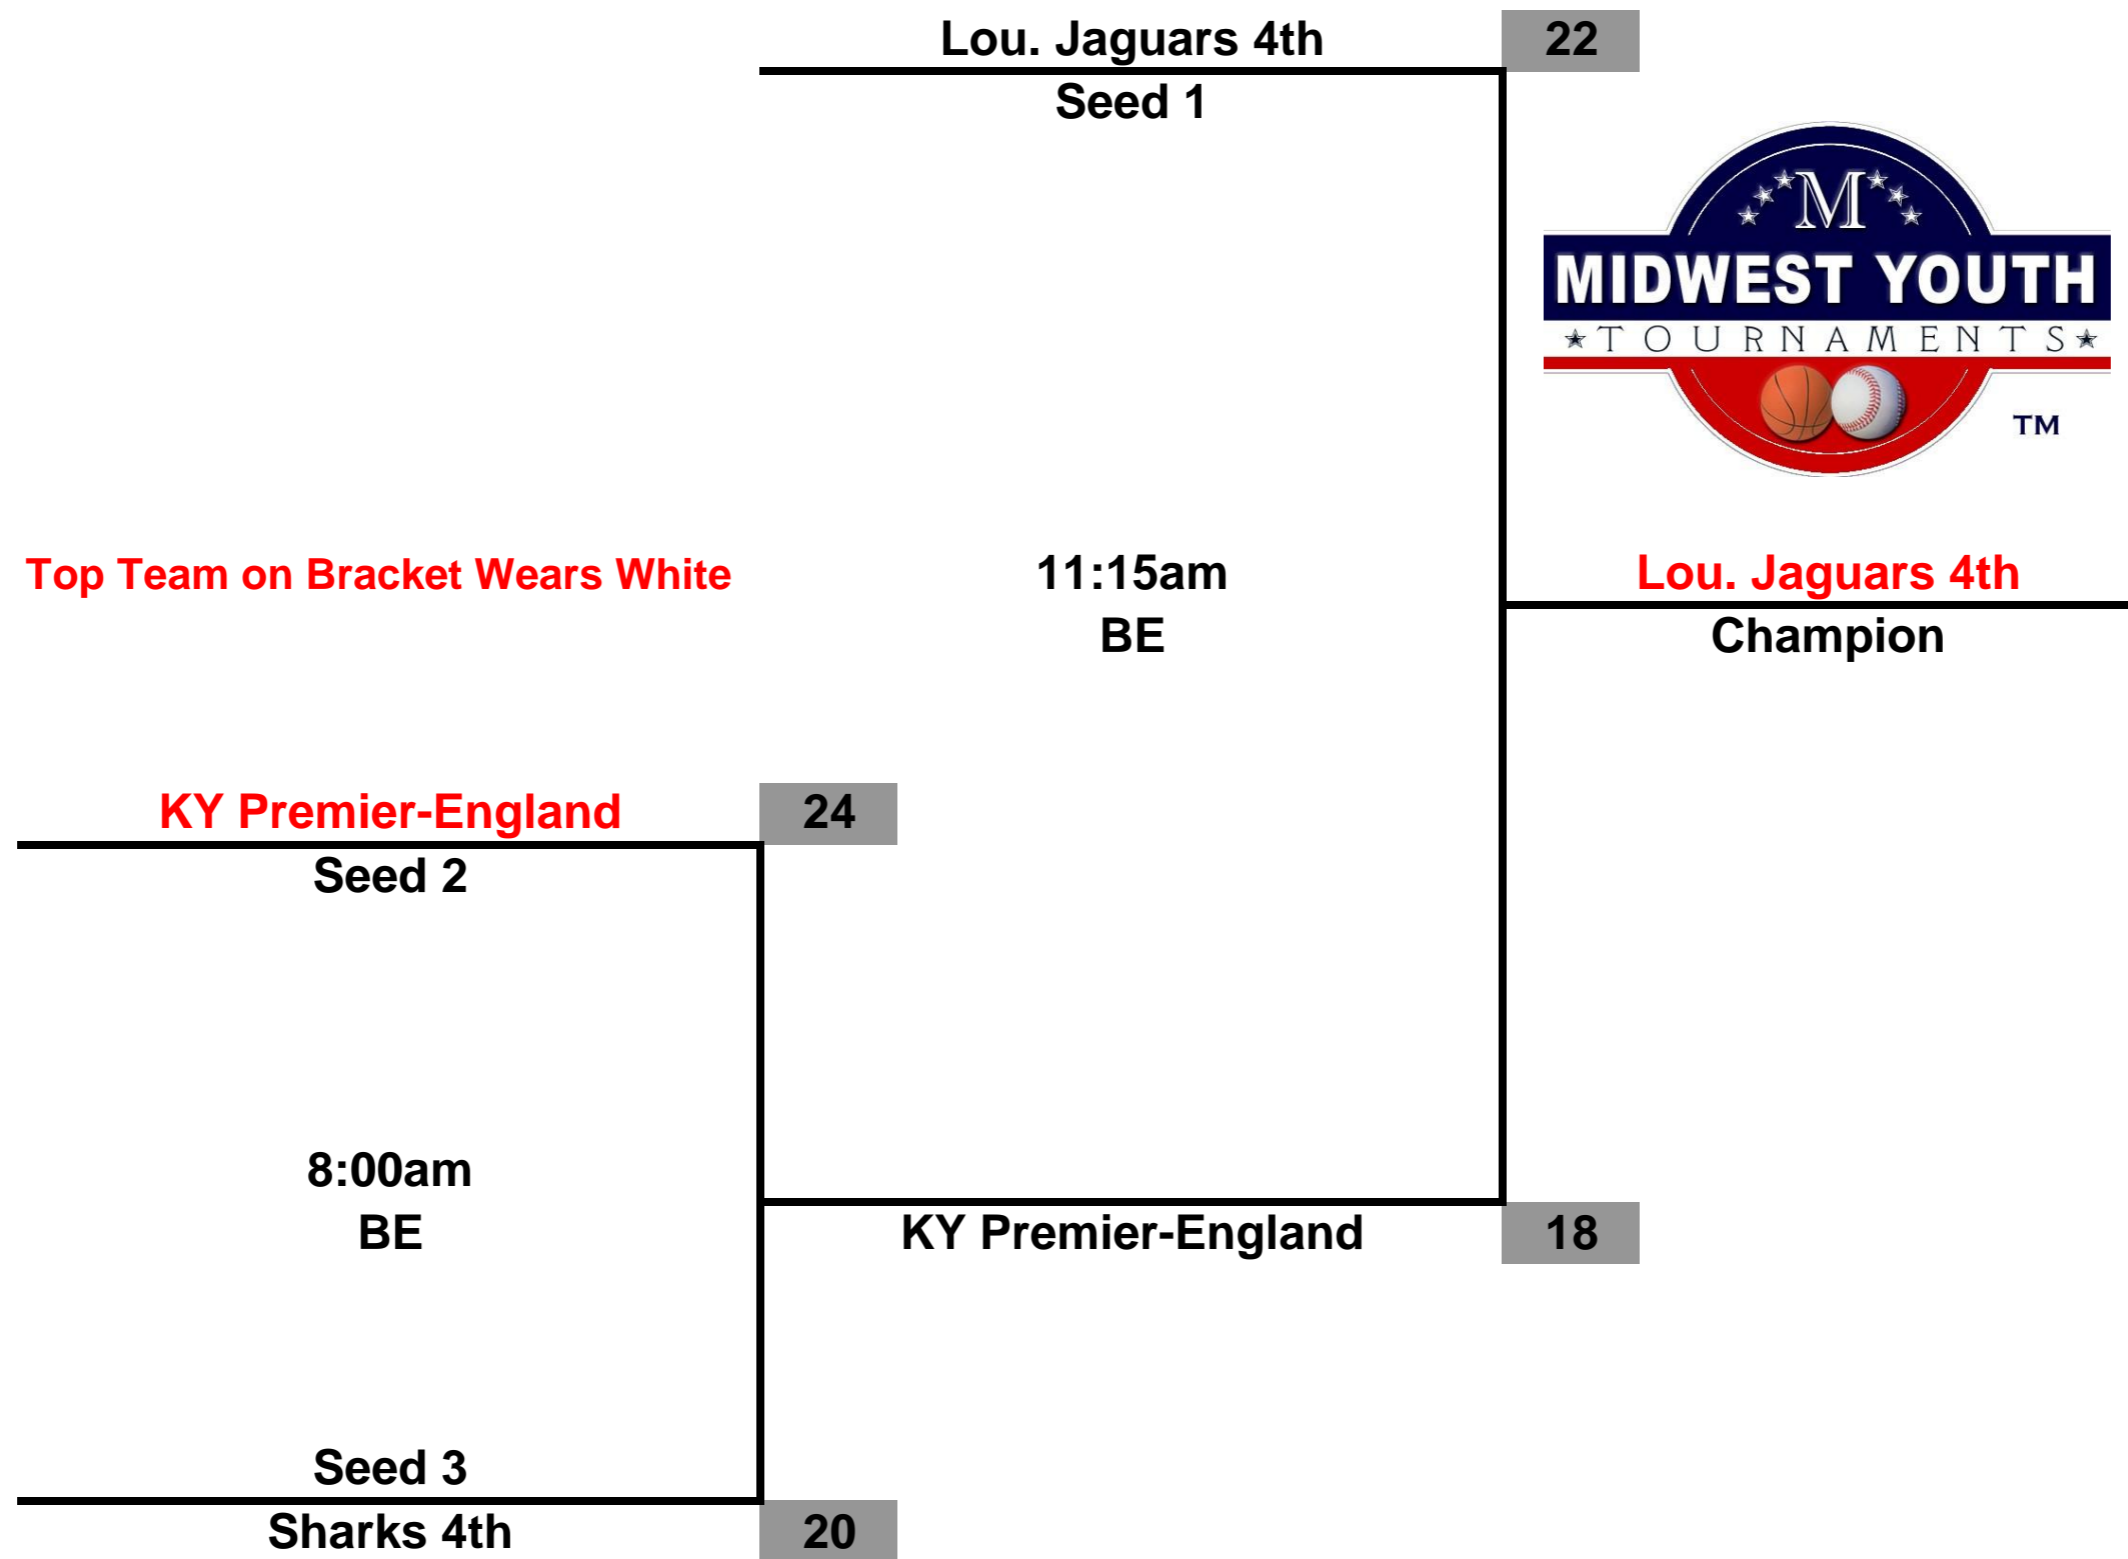 Lou. Jaguars 4th 22
Seed 1
M
MIDWEST YOUTH
TOURNAMENTS
TM
Top Team on Bracket Wears White
11:15am
BE
Lou. Jaguars 4th
Champion
KY Premier-England 24
Seed 2
8:00am
BE
KY Premier-England 18
Seed 3
Sharks 4th 20